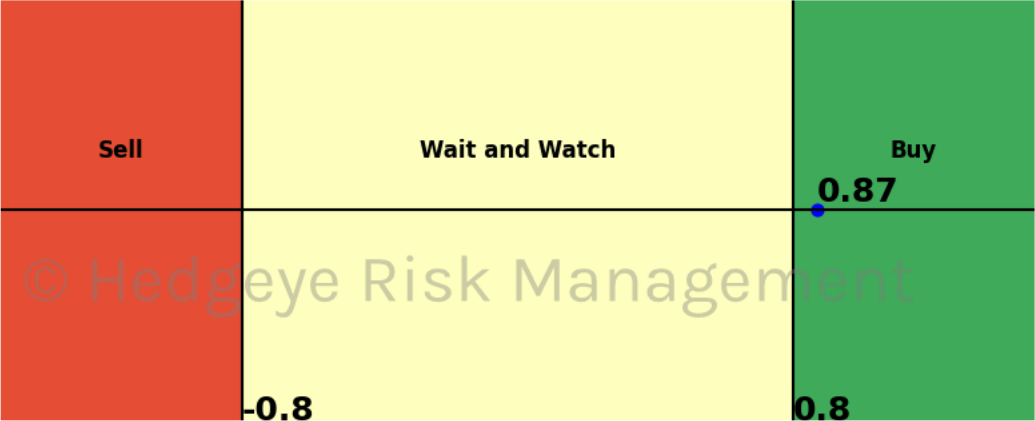 Sell
Wait and Watch
Buy
0.87
© Hedgeye Risk Management
-0.8
0.8